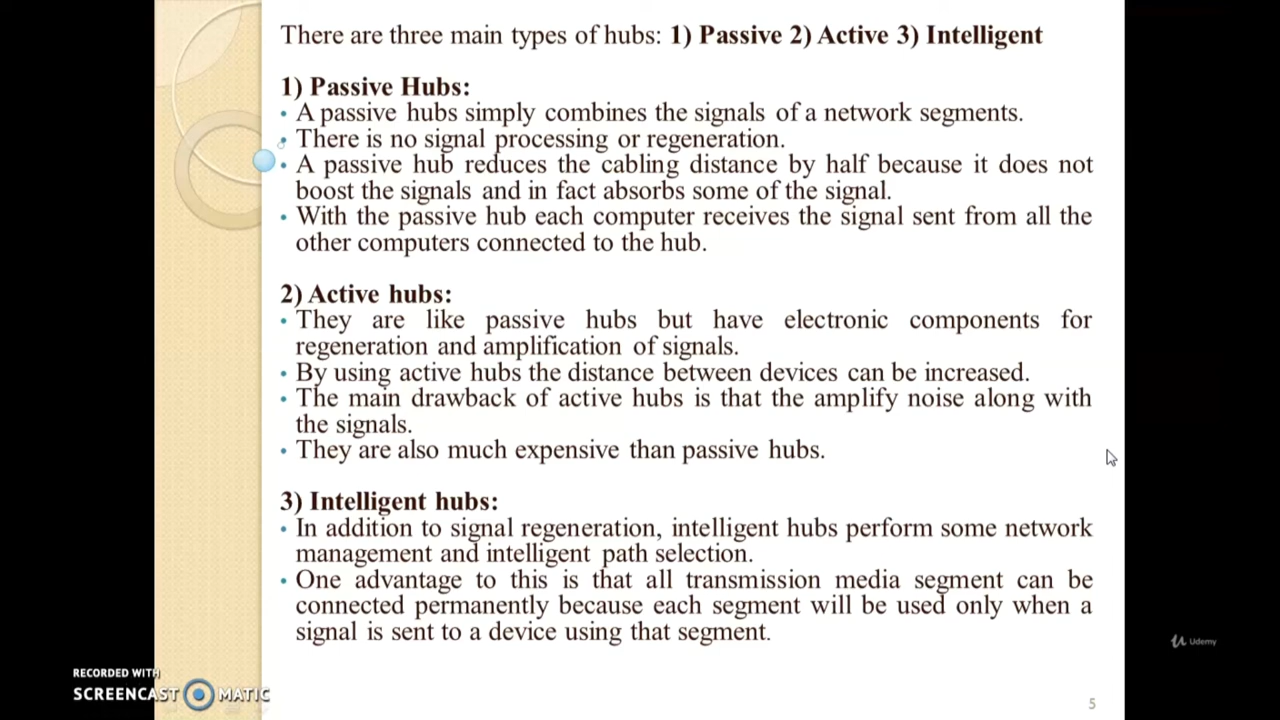 There are three main types of hubs: 1) Passive 2) Active 3) Intelligent
1) Passive Hubs:
• A passive hubs simply combines the signals of a network segments.
• There is no signal processing or regeneration.
• A passive hub reduces the cabling distance by half because it does not
boost the signals and in fact absorbs some of the signal.
• With the passive hub each computer receives the signal sent from all the
other computers connected to the hub.
2) Active hubs:
• They are like passive hubs but have electronic components for
regeneration and amplification of signals.
• By using active hubs the distance between devices can be increased.
• The main drawback of active hubs is that the amplify noise along with
the signals.
• They are also much expensive than passive hubs.
3) Intelligent hubs:
• In addition to signal regeneration, intelligent hubs perform some network
management and intelligent path selection.
• One advantage to this is that all transmission media segment can be
connected permanently because each segment will be used only when a
signal is sent to a device using that segment.
Udemy
RECORDED WITH
SCREENCAST MATIC
5